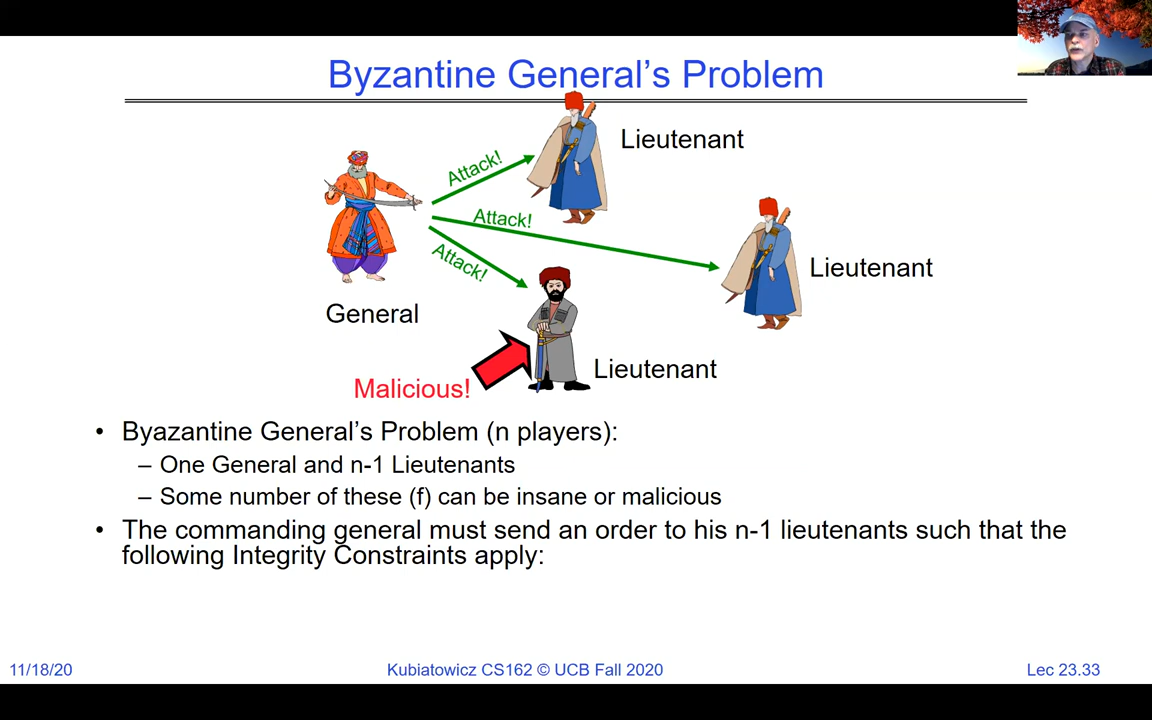 Byzantine General's Problem
Lieutenant
Attack!
Attack!
Attack!
Lieutenant
General
Lieutenant
Malicious!
• Byazantine General's Problem (n players):
– One General and n-1 Lieutenants
– Some number of these (f) can be insane or malicious
• The commanding general must send an order to his n-1 lieutenants such that the
following Integrity Constraints apply:
11/18/20
Kubiatowicz CS162 © UCB Fall 2020
Lec 23.33